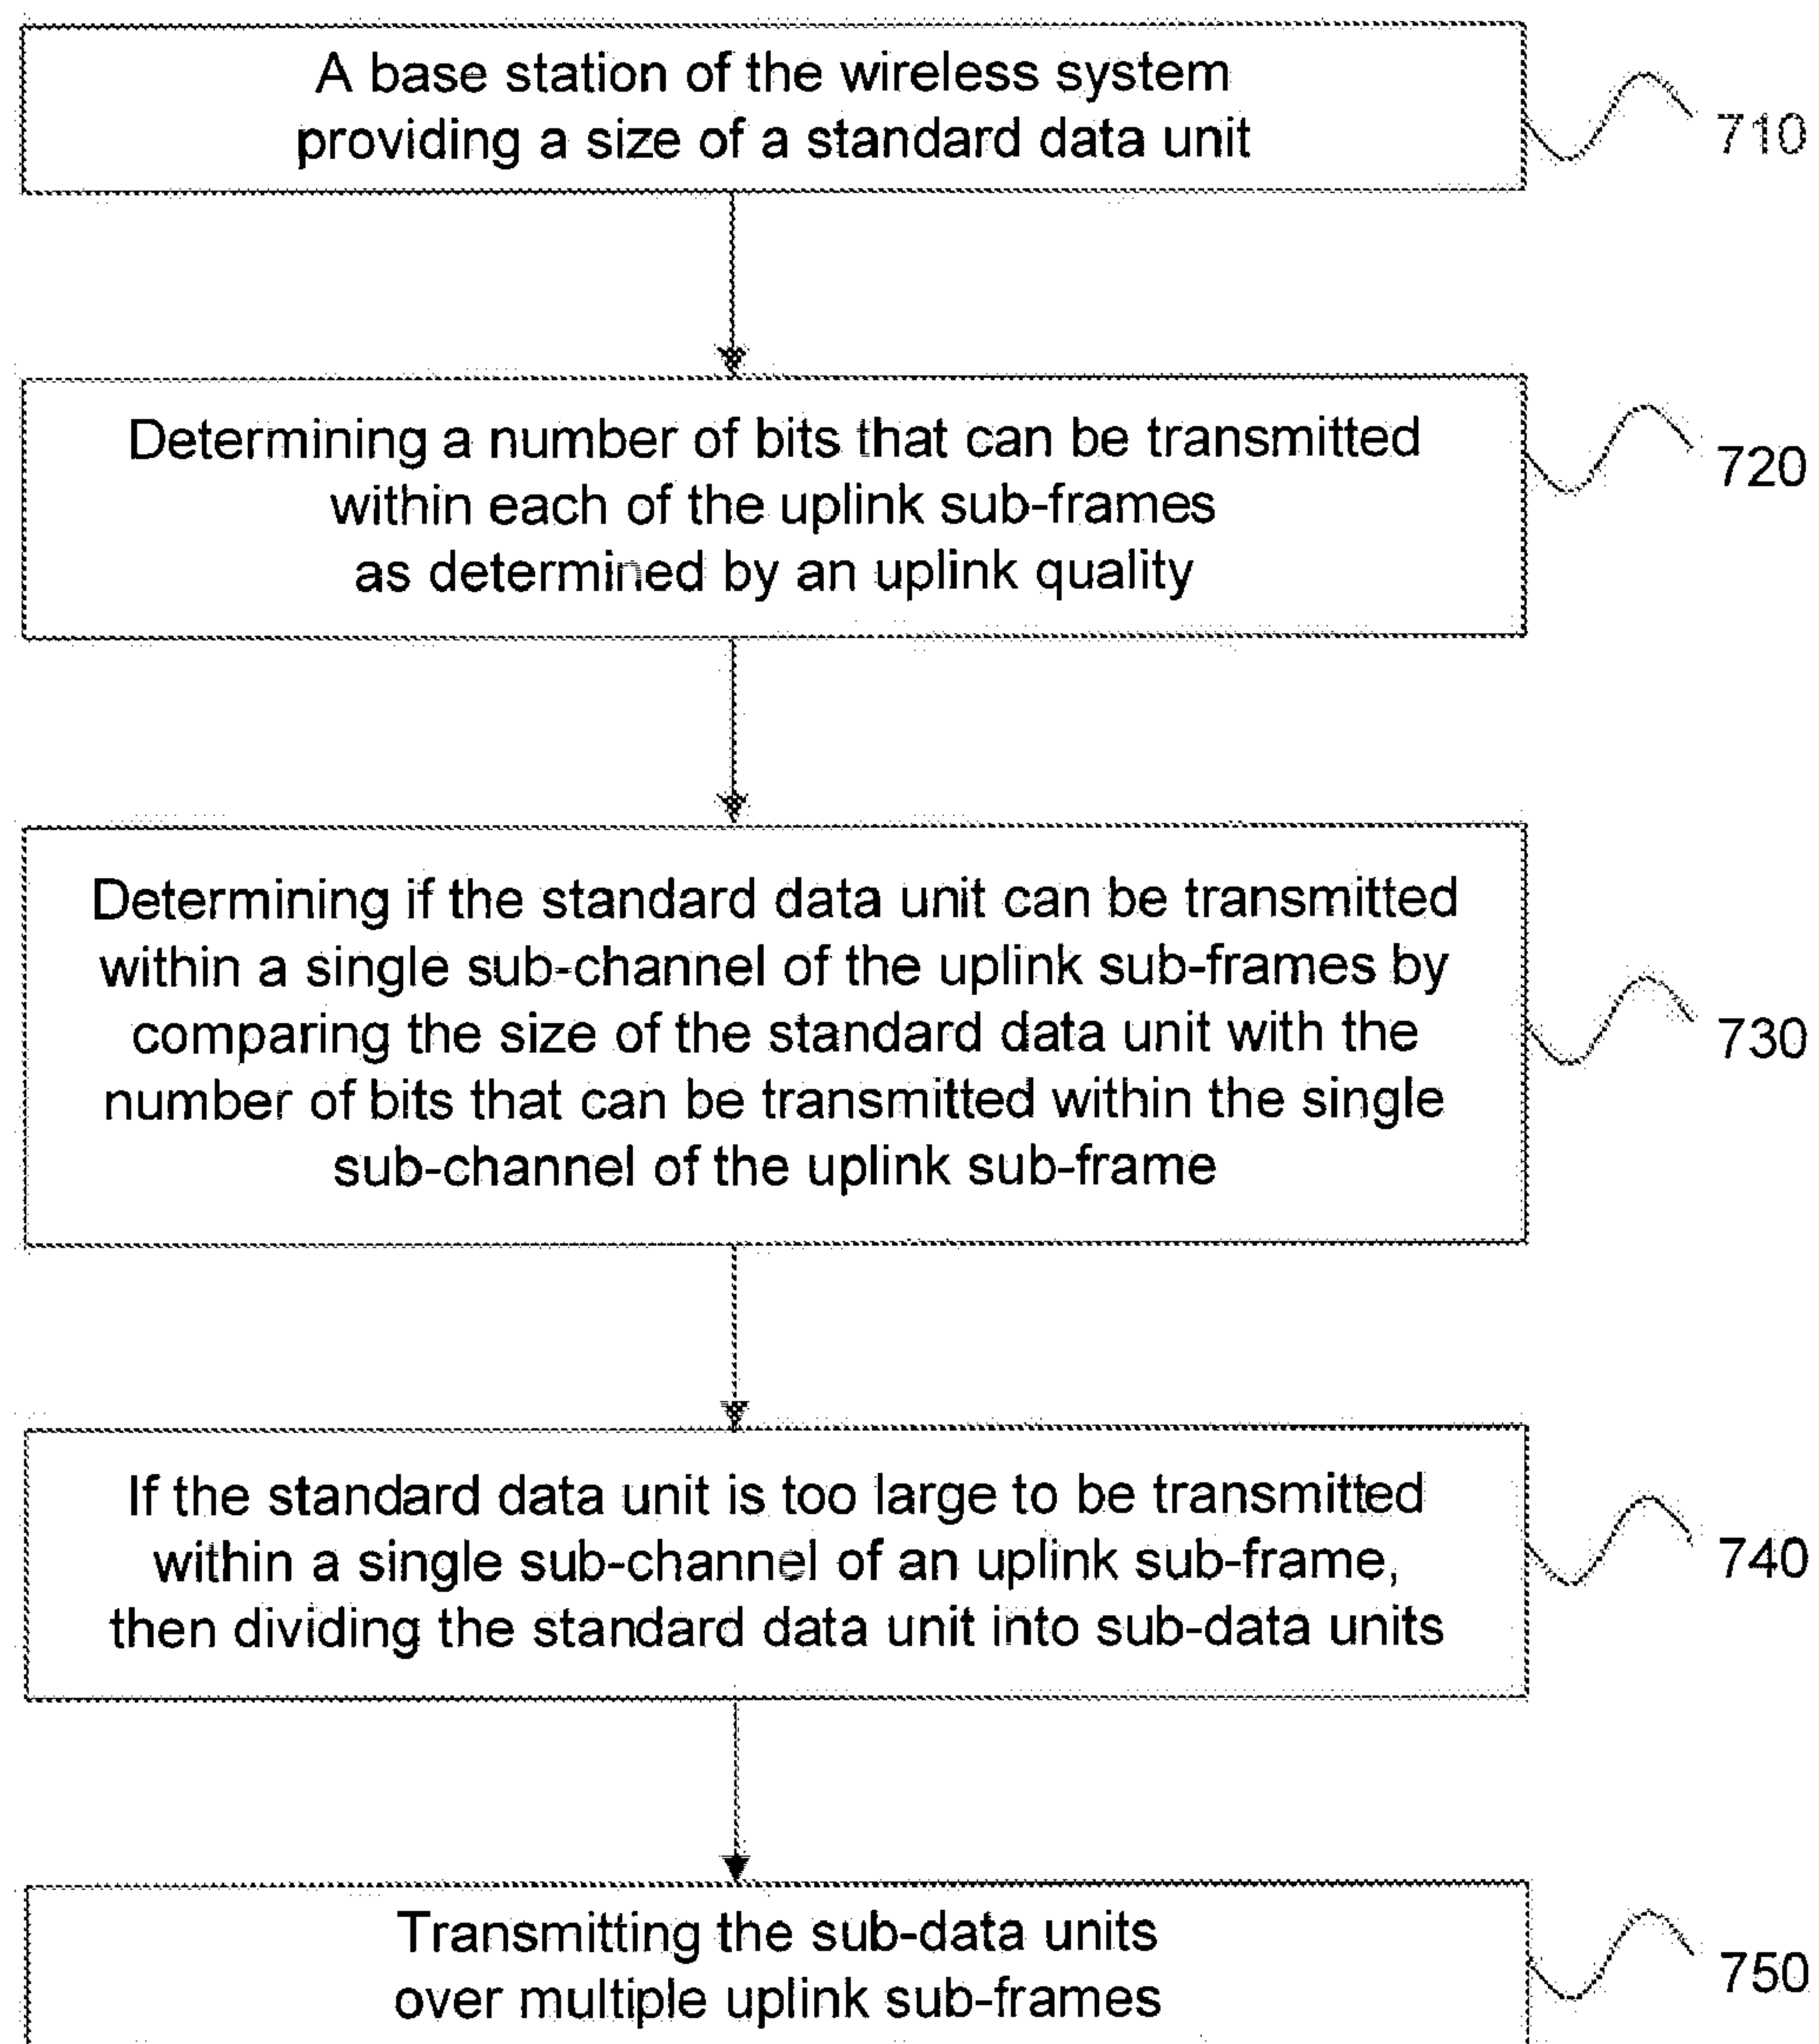 A base station of the wireless system
providing a size of a standard data unit
710
Determining a number of bits that can be transmitted
within each of the uplink sub-frames
as determined by an uplink quality
720
Determining if the standard data unit can be transmitted
within a single sub-channel of the uplink sub-frames by
comparing the size of the standard data unit with the
number of bits that can be transmitted within the single
sub-channel of the uplink sub-frame
730
If the standard data unit is too large to be transmitted
within a single sub-channel of an uplink sub-frame,
then dividing the standard data unit into sub-data units
740
Transmitting the sub-data units
over multiple uplink sub-frames
750